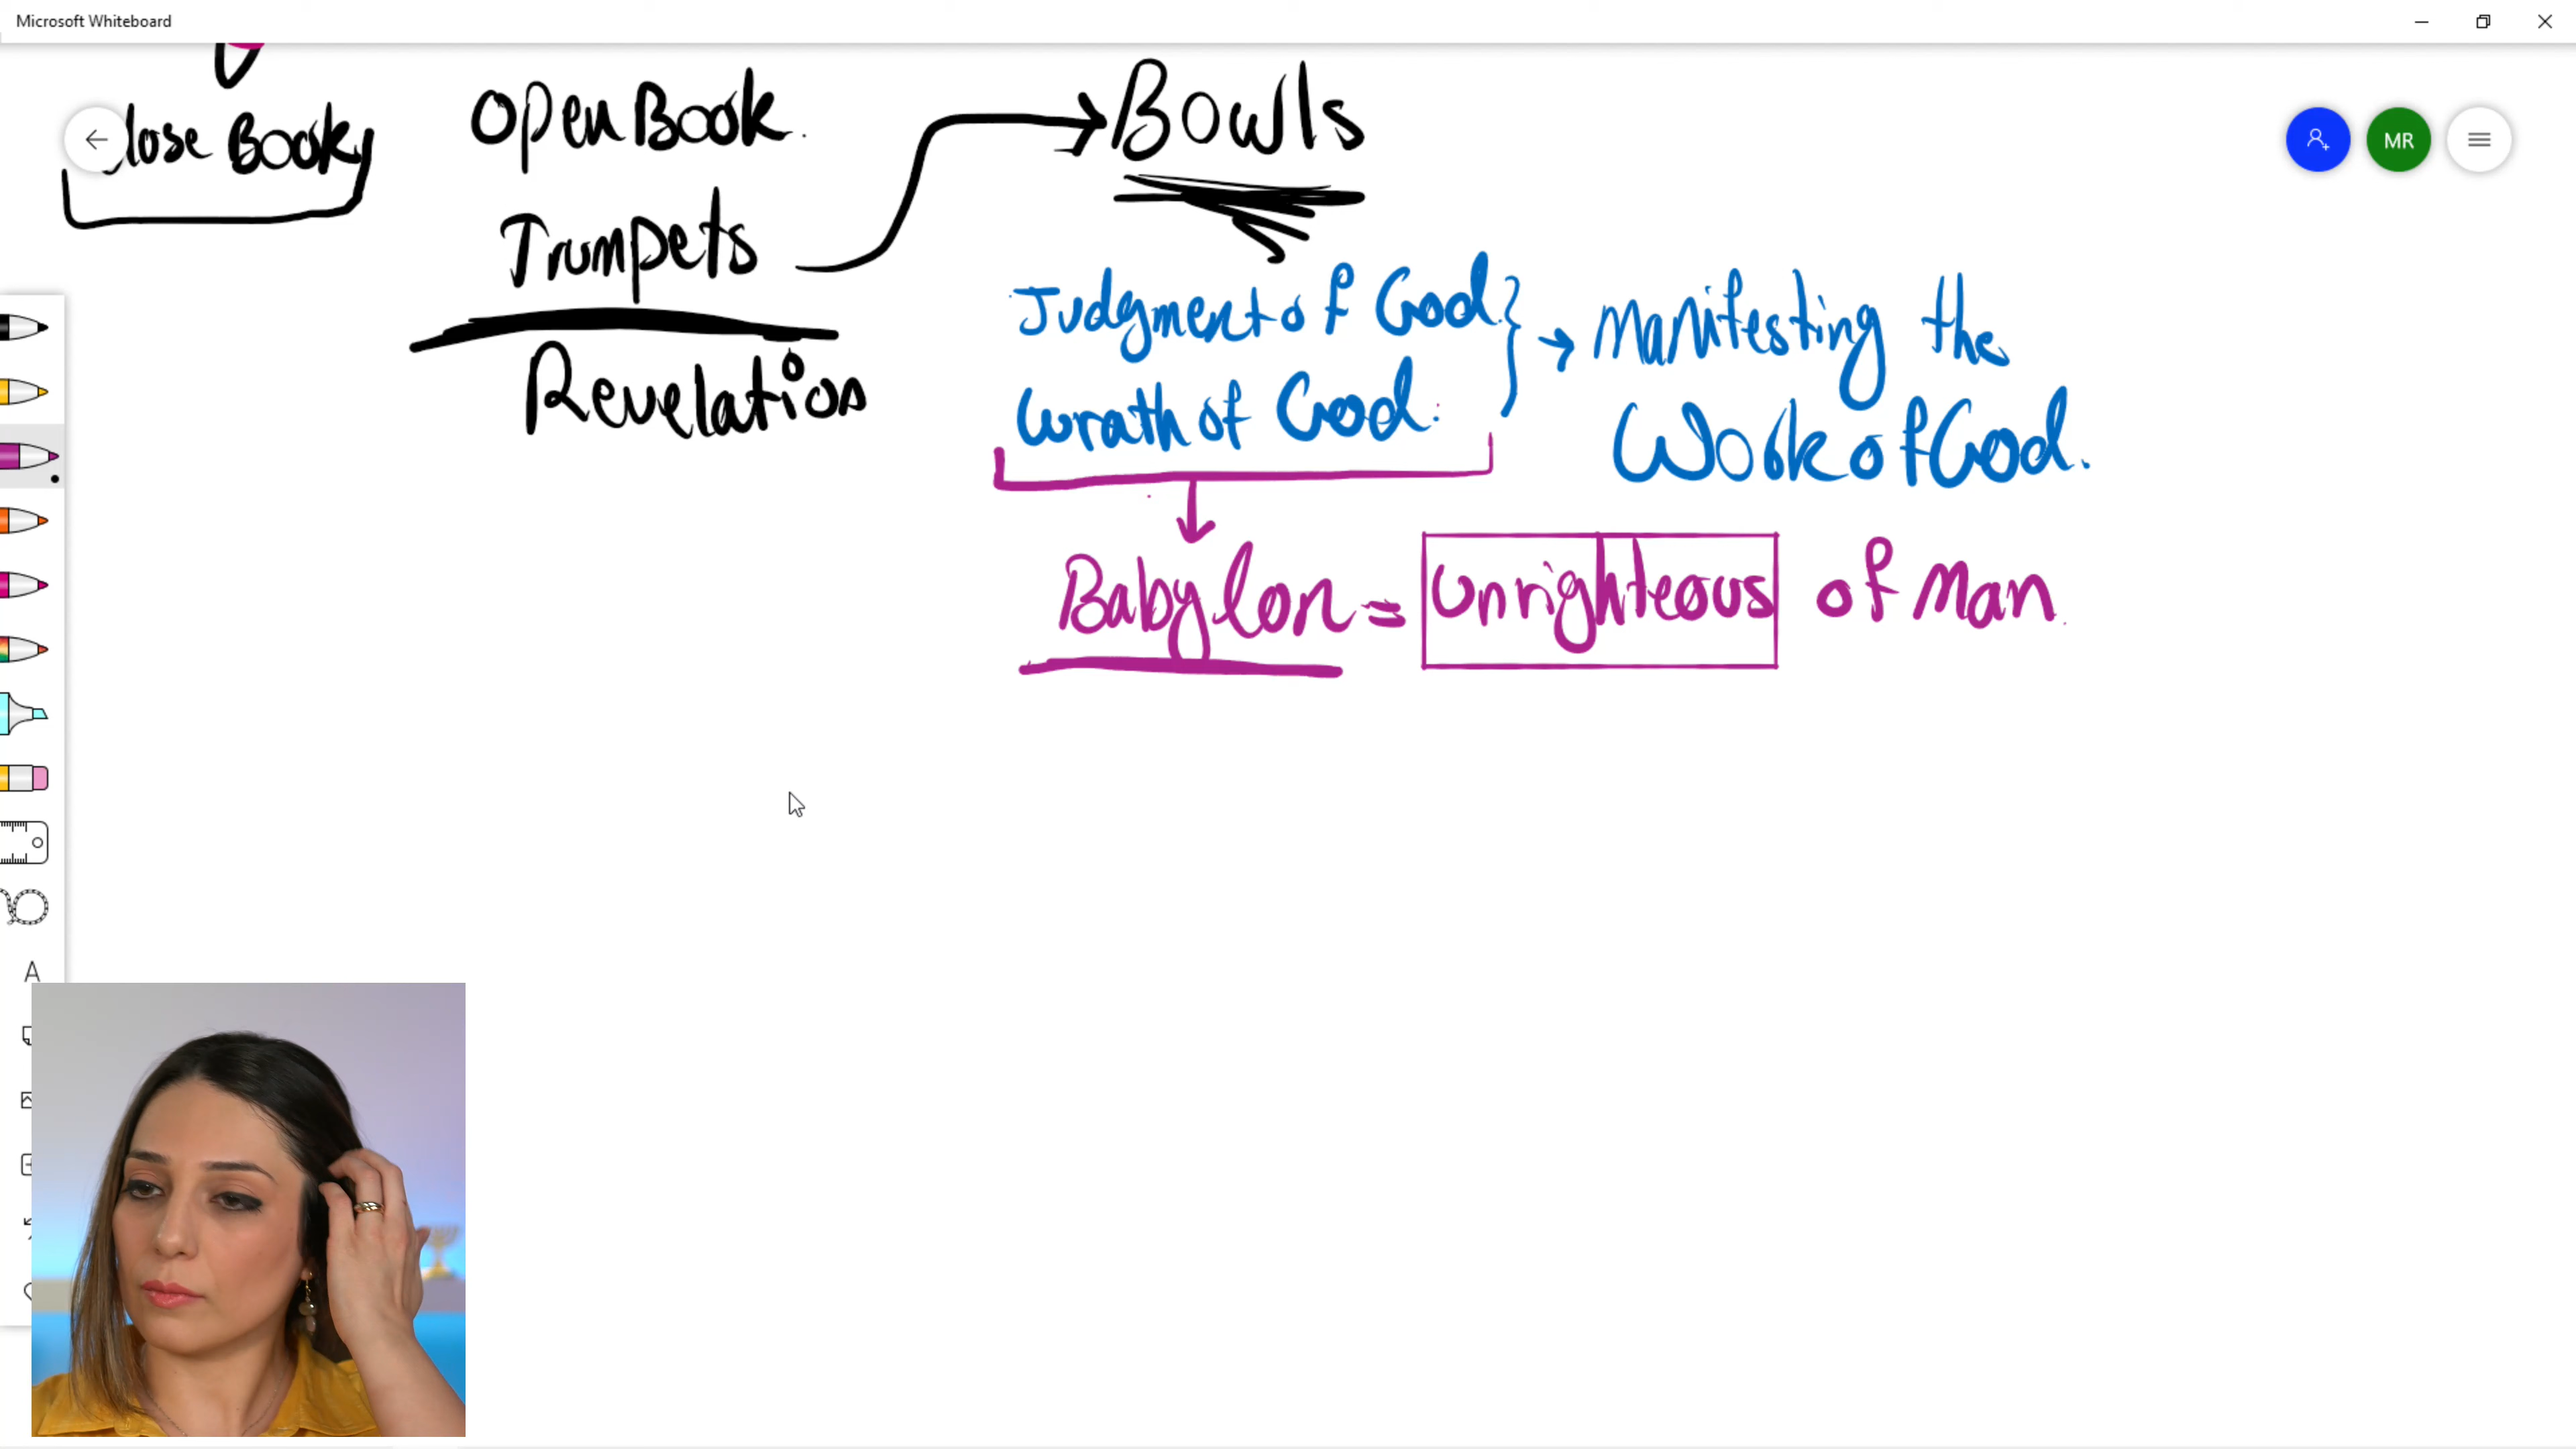 Microsoft Whiteboard
lose Book
Open Book.
Trumpets
Revelation
Bowls
MR
Judgment of God.
Wrath of God.
Manifesting the
Work of God.
Babylon = Unrighteous of Man.
A